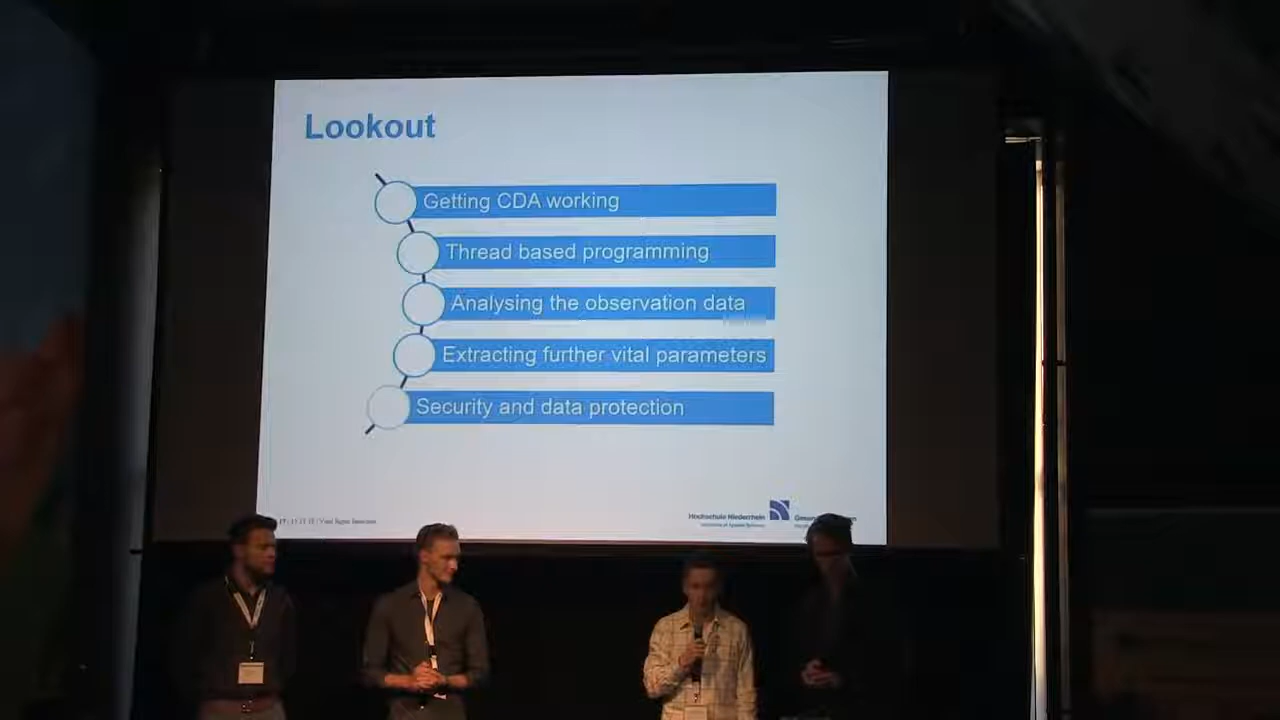 Lookout
Getting CDA working
Thread based programming
Analysing the observation data
Extracting further vital parameters
Security and data protection
Hochschule Niederrhein